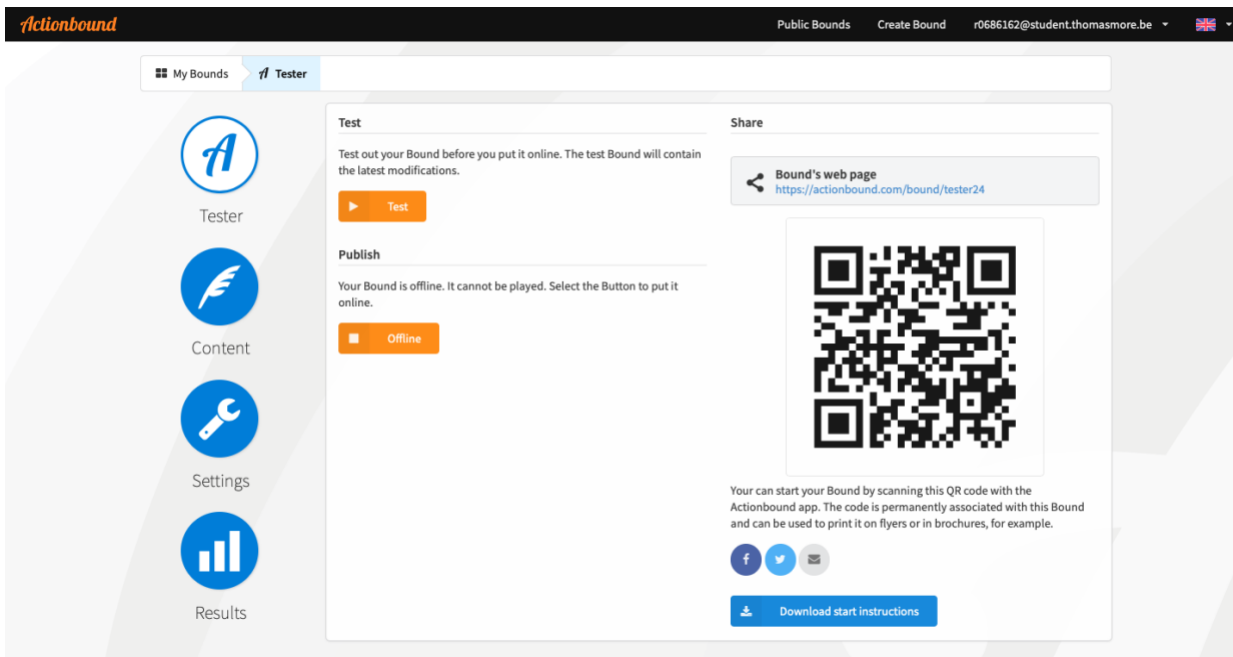 Actionbound
Public Bounds
Create Bound
r0686162@student.thomasmore.be
My Bounds
Tester
Tester
Content
Settings
Results
Test
Test out your Bound before you put it online. The test Bound will contain
the latest modifications.
Test
Publish
Your Bound is offline. It cannot be played. Select the Button to put it
online.
Offline
Share
Bound's web page
https://actionbound.com/bound/tester24
Your can start your Bound by scanning this QR code with the
Actionbound app. The code is permanently associated with this Bound
and can be used to print it on flyers or in brochures, for example.
Download start instructions